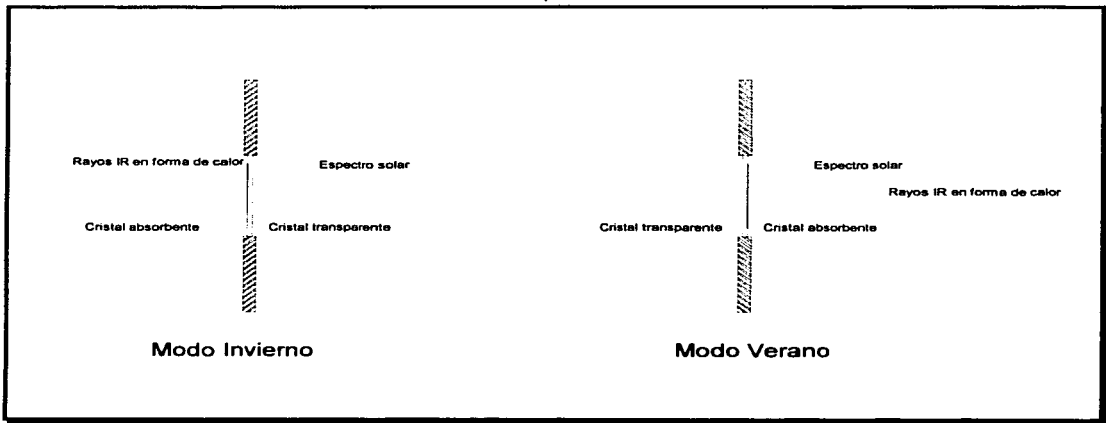 Rayos IR en forma de calor
Espectro solar
Cristal absorbente
Cristal transparente
Modo Invierno
Espectro solar
Rayos IR en forma de calor
Cristal transparente
Cristal absorbente
Modo Verano